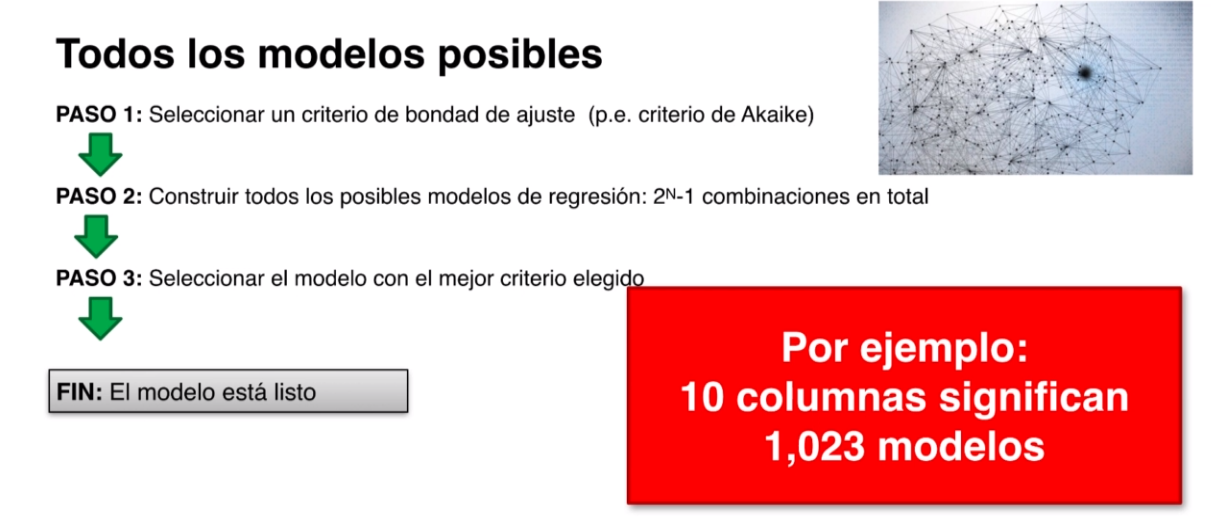 Todos los modelos posibles
PASO 1: Seleccionar un criterio de bondad de ajuste (p.e. criterio de Akaike)
PASO 2: Construir todos los posibles modelos de regresión: 2ᴺ-1 combinaciones en total
PASO 3: Seleccionar el modelo con el mejor criterio elegido
FIN: El modelo está listo
Por ejemplo:
10 columnas significan
1,023 modelos